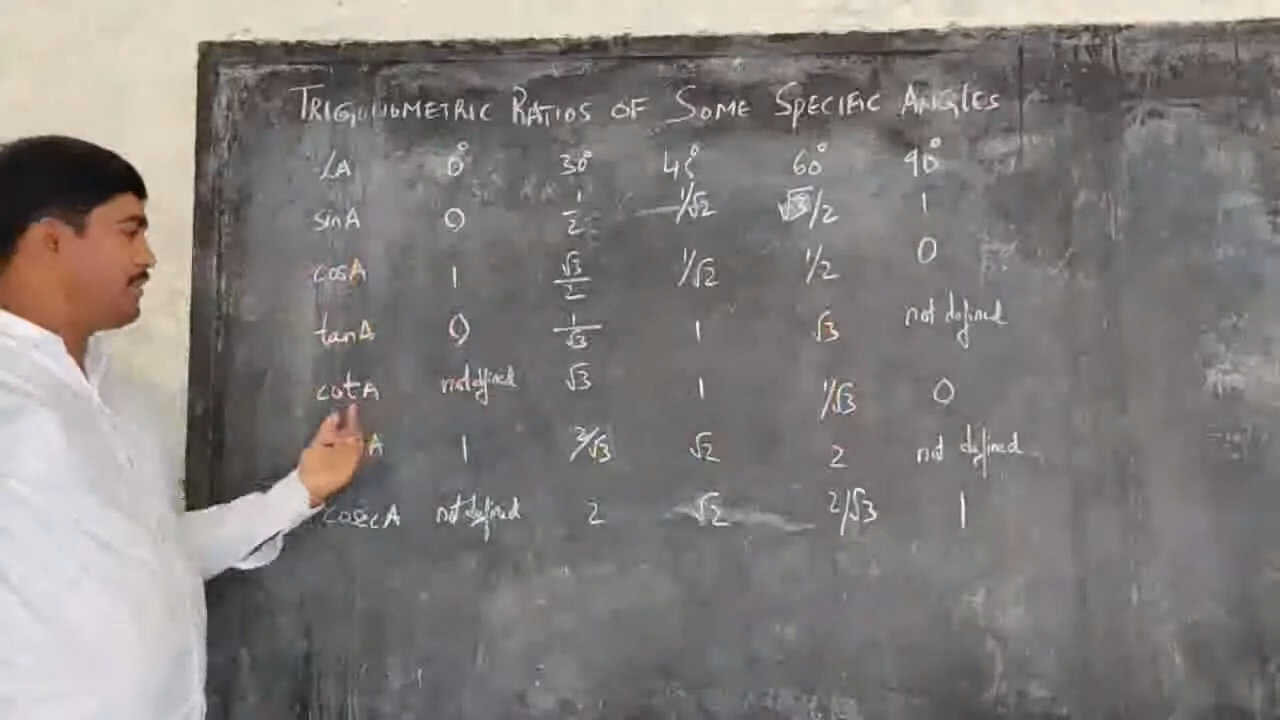 TRIGONOMETRIC RATIOS OF SOME SPECIFIC ANGLES
∠A 0° 30° 45° 60° 90°
sinA 0 1/2 1/√2 √3/2 1
cosA 1 √3/2 1/√2 1/2 0
tanA 0 1/√3 1 √3 not defined
cotA not defined √3 1 1/√3 0
A 1 2/√3 √2 2 not defined
cosecA not defined 2 √2 2/√3 1